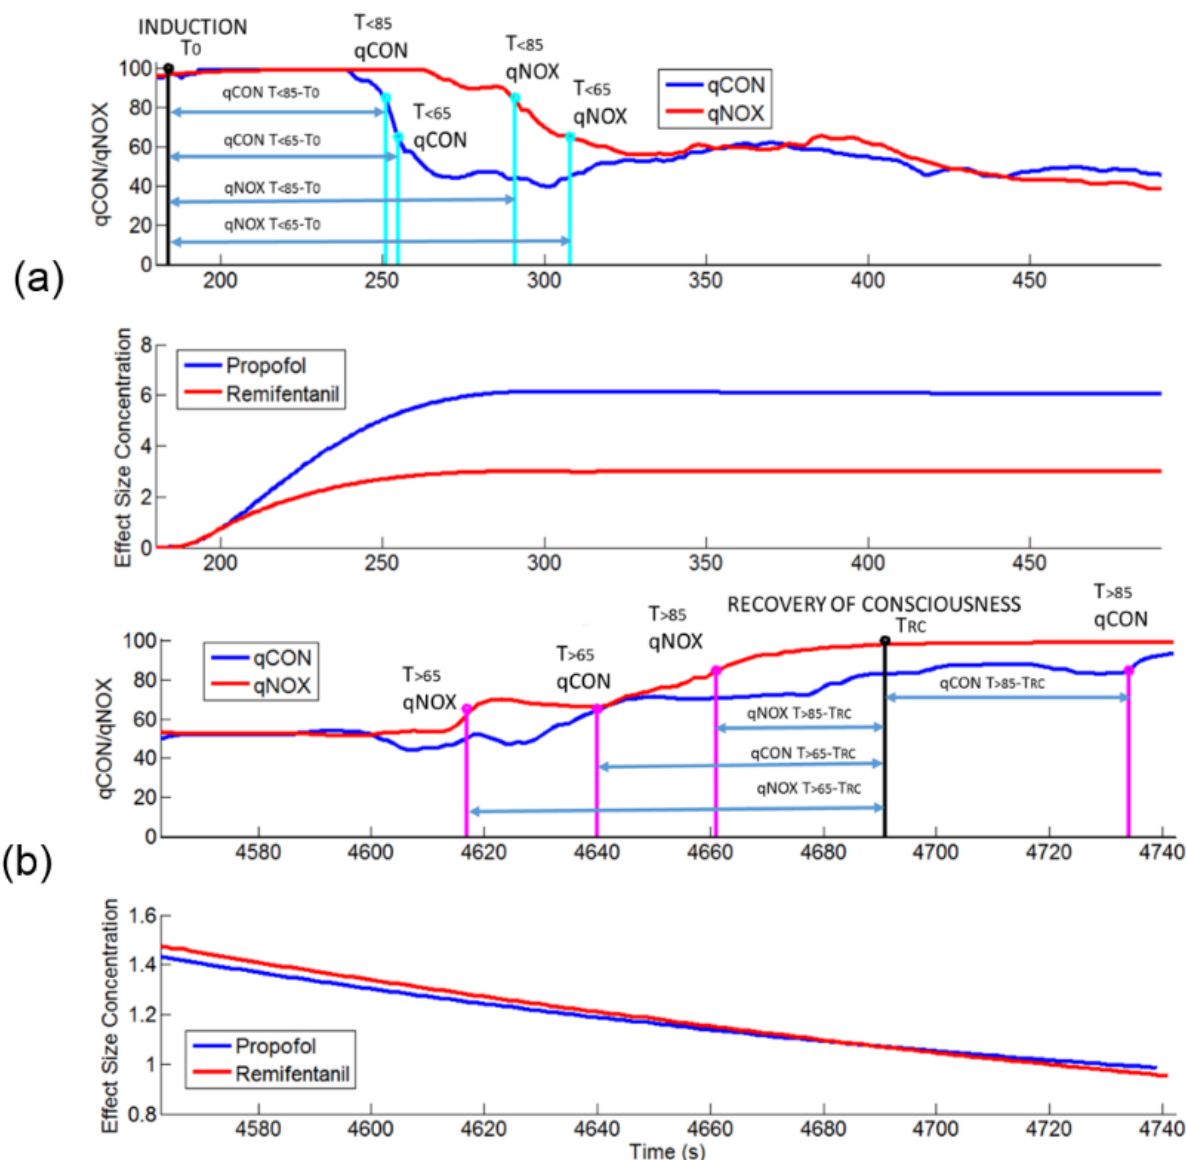 INDUCTION
T0
T<85
qCON
T<85
qNOX
T<65
qCON
T<65
qNOX
qCON
qNOX
qCON T<85-T0
qCON T<65-T0
qNOX T<85-T0
qNOX T<65-T0
qCON/qNOX
100
80
60
40
20
0
200
250
300
350
400
450
(a)
Effect Size Concentration
8
6
4
2
0
Propofol
Remifentanil
200
250
300
350
400
450
RECOVERY OF CONSCIOUSNESS
TRC
T>65
qNOX
T>65
qCON
T>85
qNOX
T>85
qCON
qCON
qNOX
qCON T>85-TRC
qNOX T>85-TRC
qCON T>65-TRC
qNOX T>65-TRC
qCON/qNOX
100
80
60
40
20
0
4580
4600
4620
4640
4660
4680
4700
4720
4740
(b)
Effect Size Concentration
1.6
1.4
1.2
1
0.8
Propofol
Remifentanil
4580
4600
4620
4640
4660
4680
4700
4720
4740
Time (s)